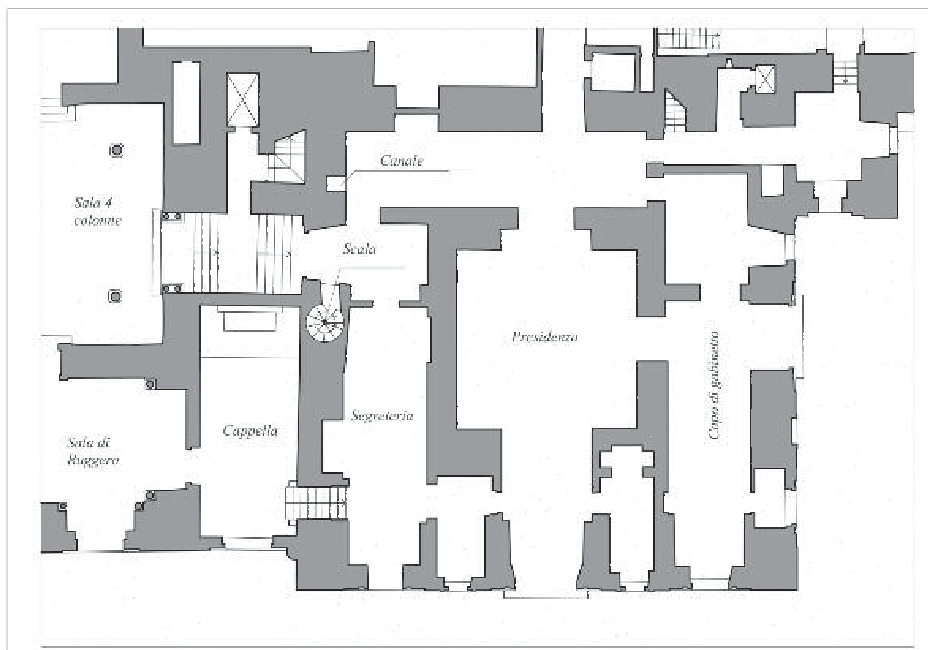 Canale
Sala 4
colonne
Scala
Presidenza
Capo di gabinetto
Segreteria
Cappella
Sala di
Ruggero